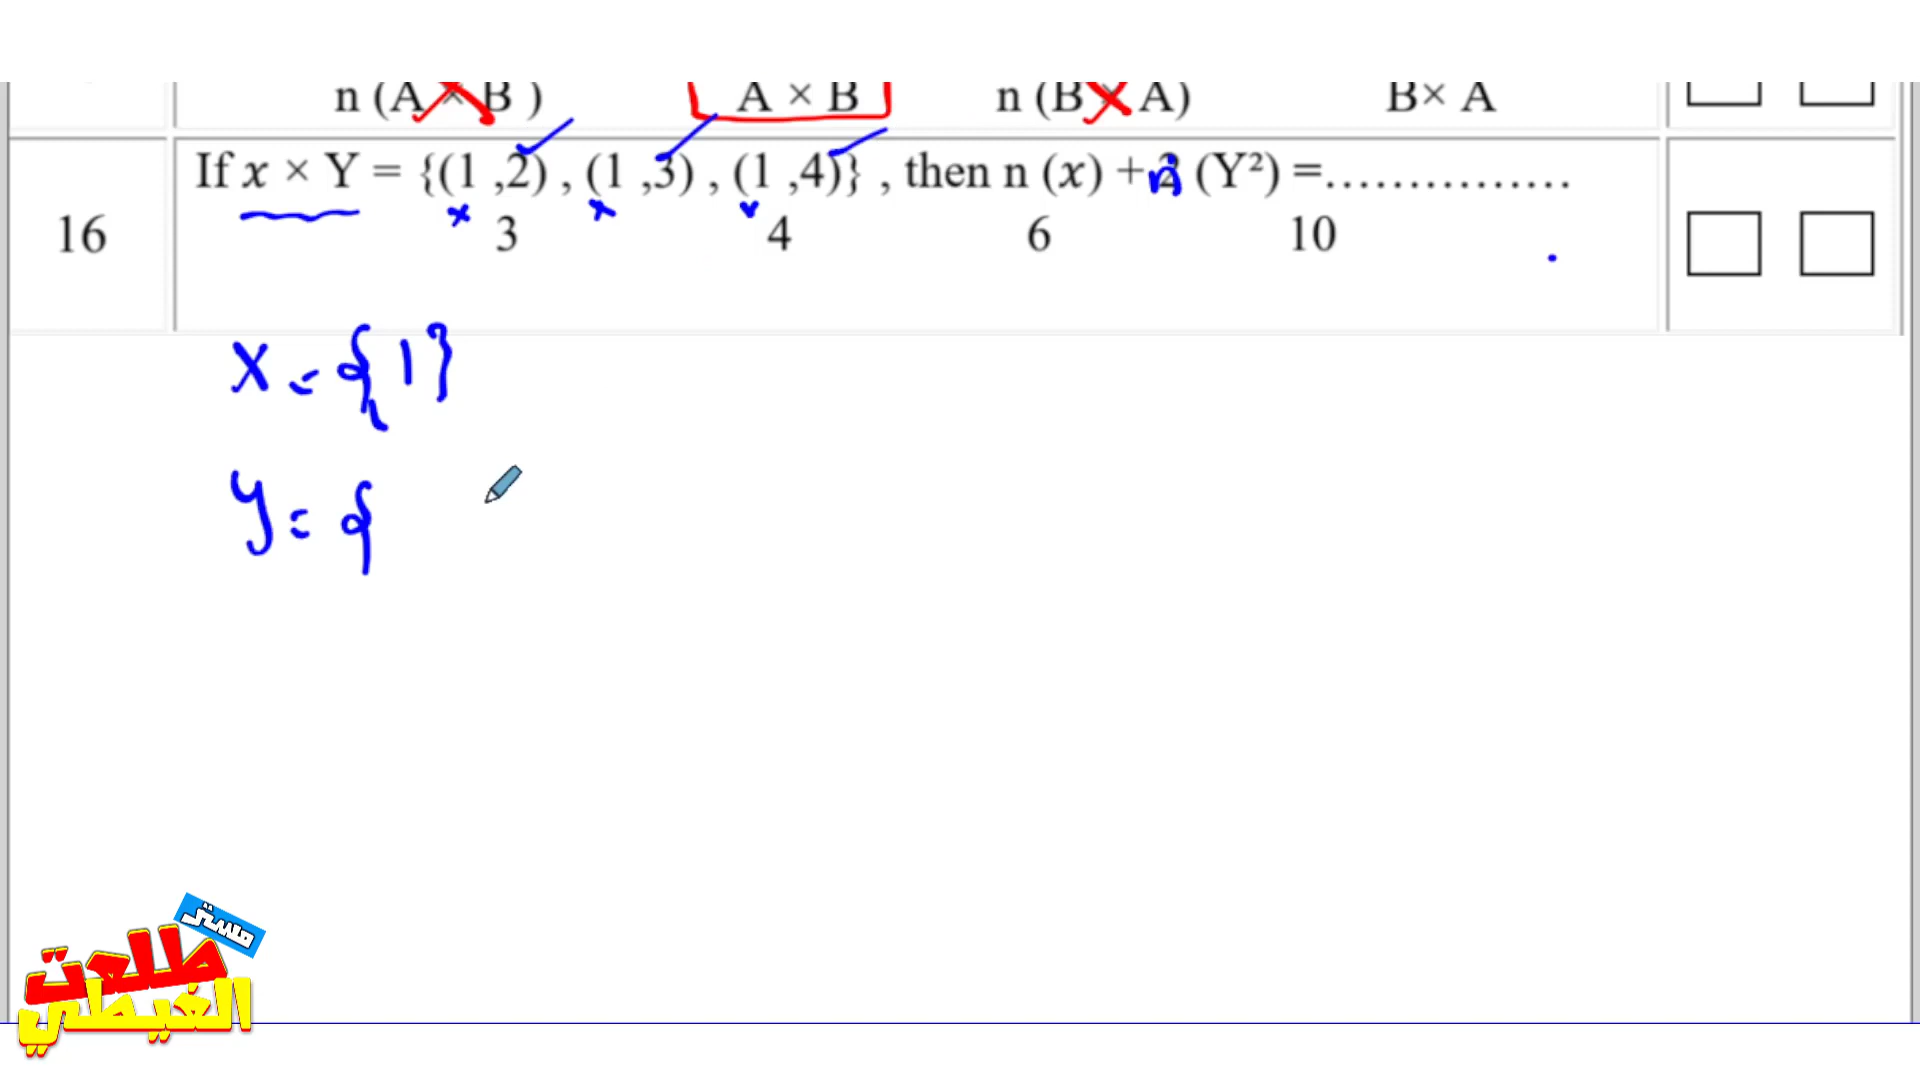 n (A × B )   A × B   n (B × A)   B× A
16
If x × Y = {(1 ,2) , (1 ,3) , (1 ,4)} , then n (x) + n (Y²) =...............
3   4   6   10
X = {1}
Y = {
مستر
طلعت
الغيطي